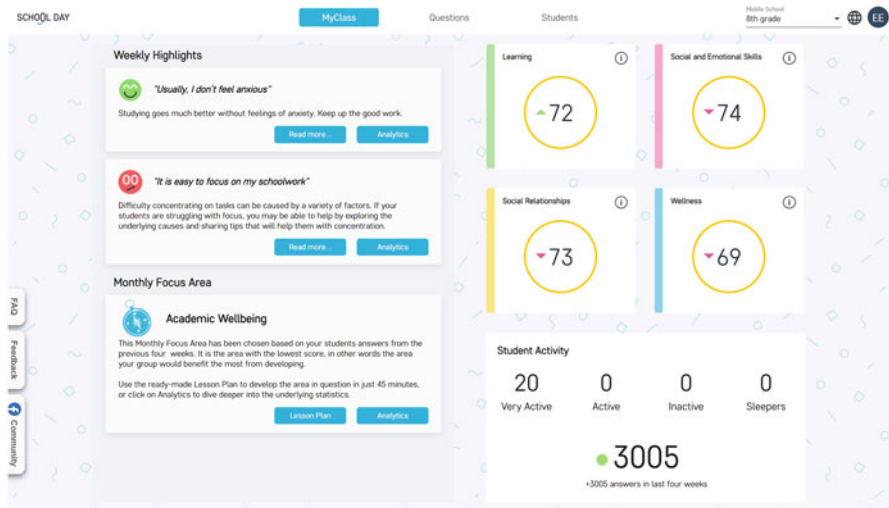 SCHOOL DAY
MyClass
Questions
Students
Middle School
8th grade
EE
Weekly Highlights
"Usually, I don't feel anxious"
Studying goes much better without feelings of anxiety. Keep up the good work.
Read more...
Analytics
"It is easy to focus on my schoolwork"
Difficulty concentrating on tasks can be caused by a variety of factors. If your
students are struggling with focus, you may be able to help by exploring the
underlying causes and sharing tips that will help them with concentration.
Read more...
Analytics
Monthly Focus Area
Academic Wellbeing
This Monthly Focus Area has been chosen based on your students answers from the
previous four weeks. It is the area with the lowest score, in other words the area
your group would benefit the most from developing.
Use the ready-made Lesson Plan to develop the area in question in just 45 minutes,
or click on Analytics to dive deeper into the underlying statistics.
Lesson Plan
Analytics
Learning
72
Social and Emotional Skills
74
Social Relationships
73
Wellness
69
Student Activity
20
Very Active
0
Active
0
Inactive
0
Sleepers
3005
+3005 answers in last four weeks
FAQ
Feedback
Community